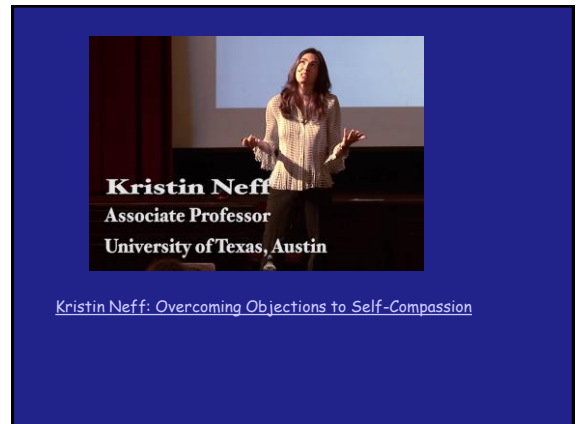 Kristin Neff
Associate Professor
University of Texas, Austin
Kristin Neff: Overcoming Objections to Self-Compassion